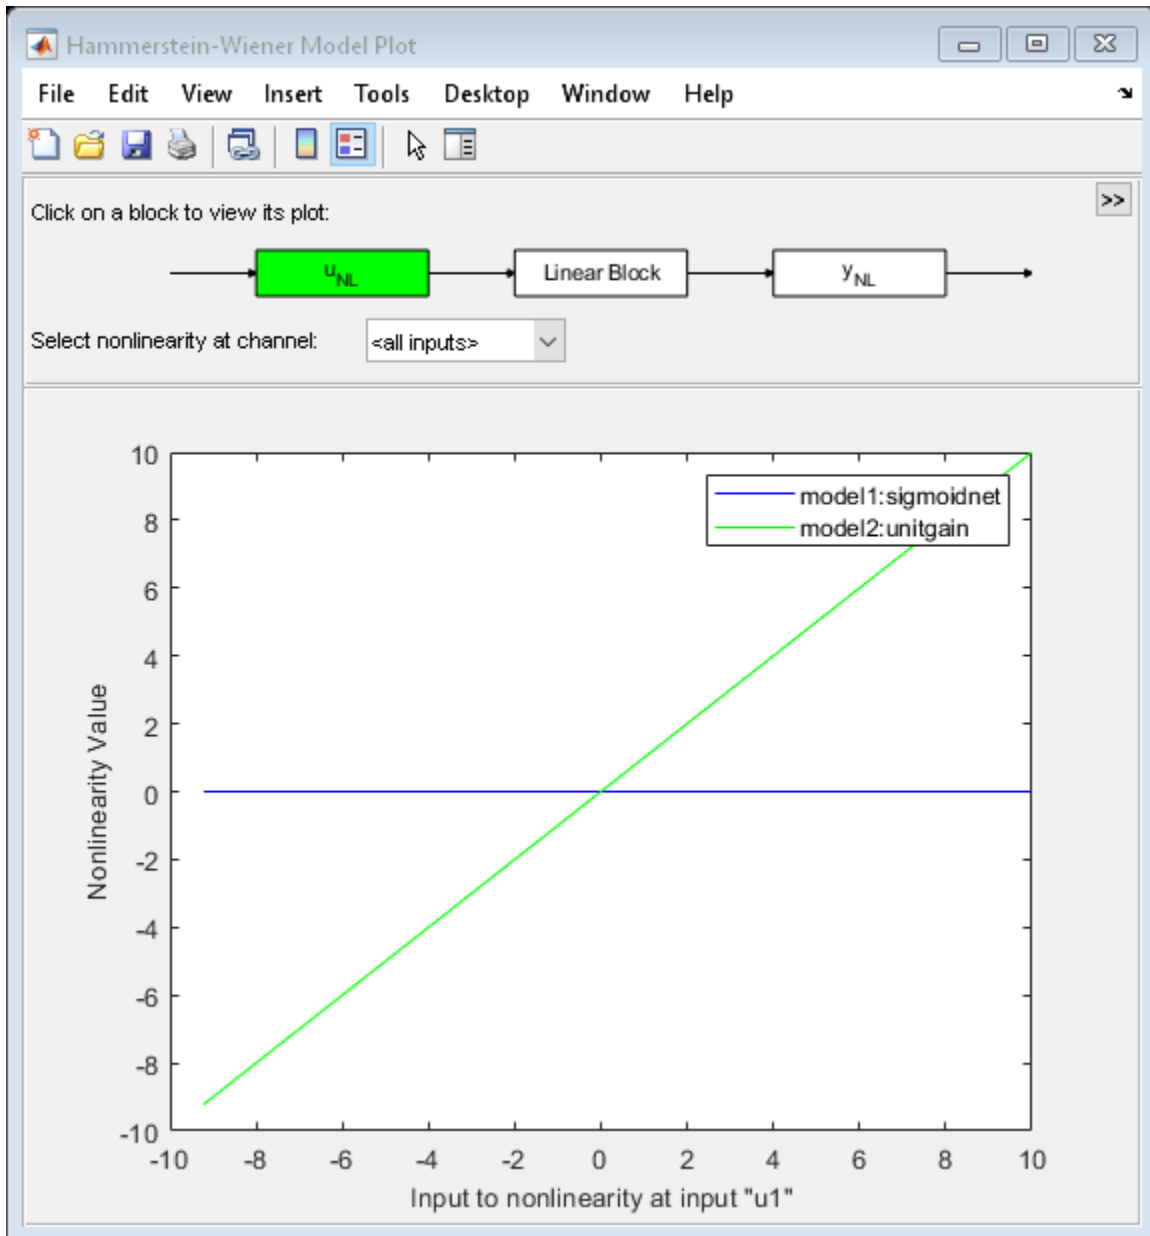 Hammerstein-Wiener Model Plot
File Edit View Insert Tools Desktop Window Help
Click on a block to view its plot:
>>
uNL Linear Block yNL
Select nonlinearity at channel: <all inputs>
10
model1:sigmoidnet
8
model2:unitgain
6
4
2
0
-2
-4
-6
-8
-10
Nonlinearity Value
-10 -8 -6 -4 -2 0 2 4 6 8 10
Input to nonlinearity at input "u1"